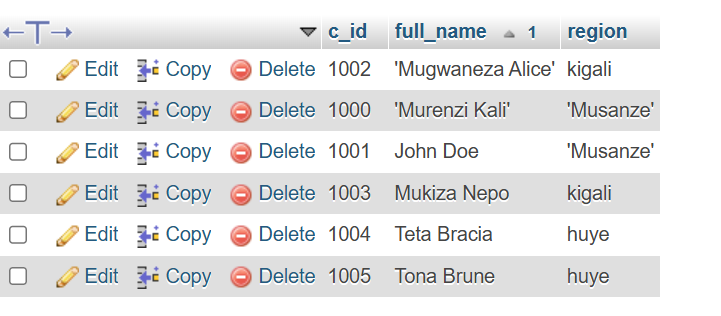 c_id full_name 1 region
Edit Copy Delete 1002 'Mugwaneza Alice' kigali
Edit Copy Delete 1000 'Murenzi Kali' 'Musanze'
Edit Copy Delete 1001 John Doe 'Musanze'
Edit Copy Delete 1003 Mukiza Nepo kigali
Edit Copy Delete 1004 Teta Bracia huye
Edit Copy Delete 1005 Tona Brune huye